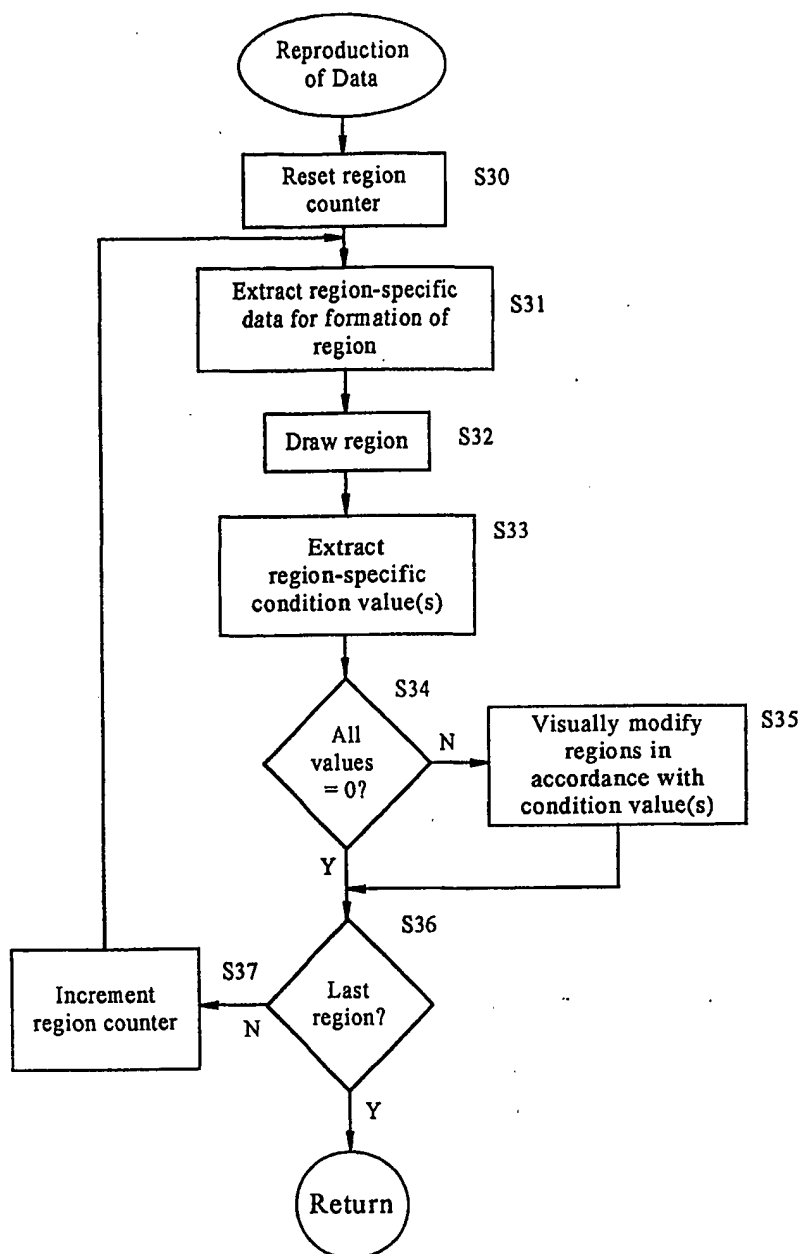 Reproduction
of Data
Reset region
counter
S30
Extract region-specific
data for formation of
region
S31
Draw region
S32
Extract
region-specific
condition value(s)
S33
All
values
= 0?
S34
N
Y
Visually modify
regions in
accordance with
condition value(s)
S35
Last
region?
S36
N
Y
Increment
region counter
S37
Return